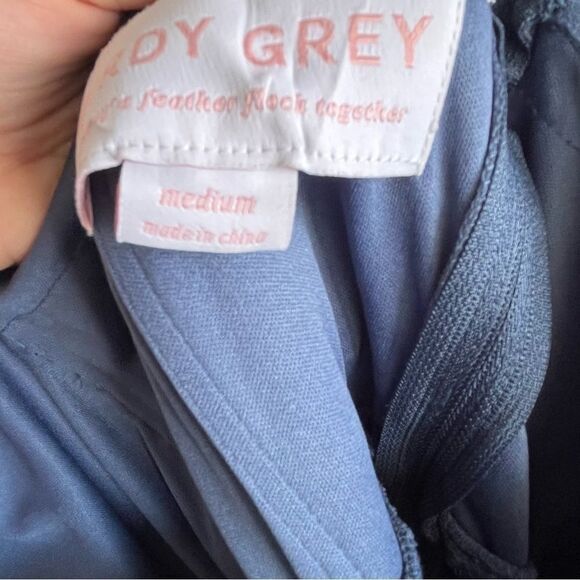 DY GREY
feather flock together
medium
made in china